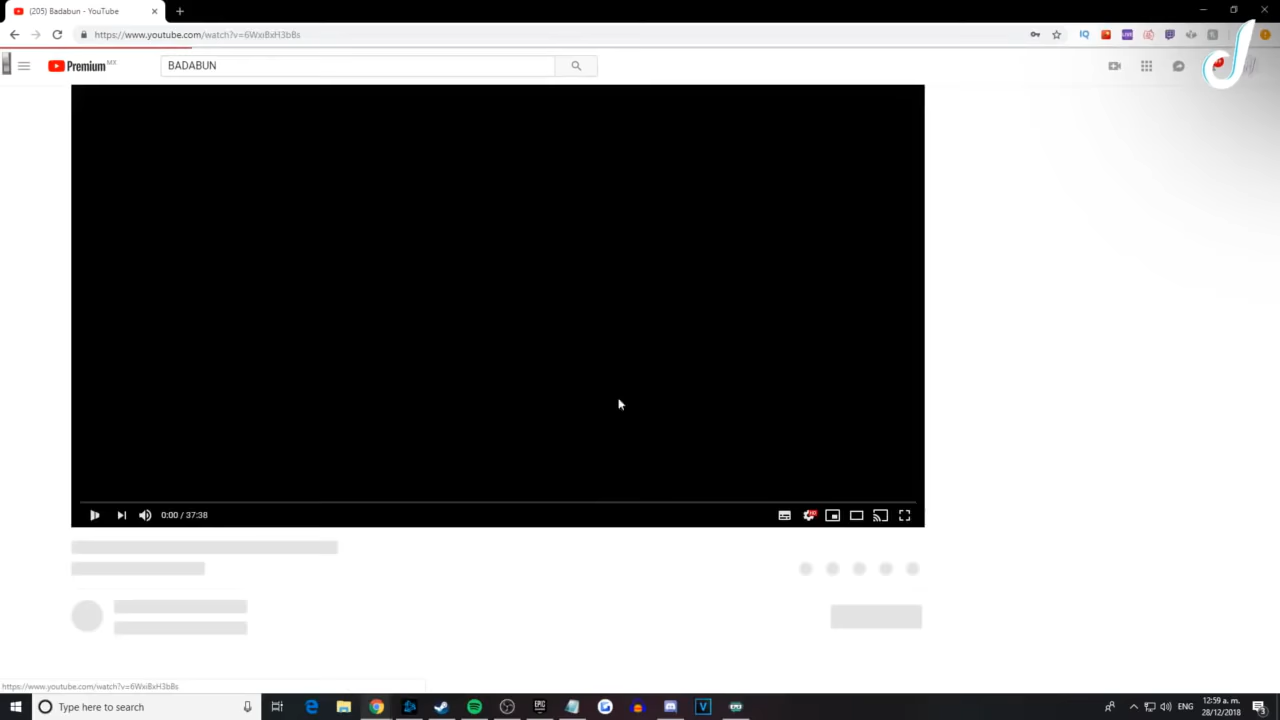 (205) Badabun - YouTube
https://www.youtube.com/watch?v=6WxiBxH3bBs
Premium MX
BADABUN
0:00 / 37:38
HD
https://www.youtube.com/watch?v=6WxiBxH3bBs
Type here to search
ENG
12:59 a. m.
28/12/2018